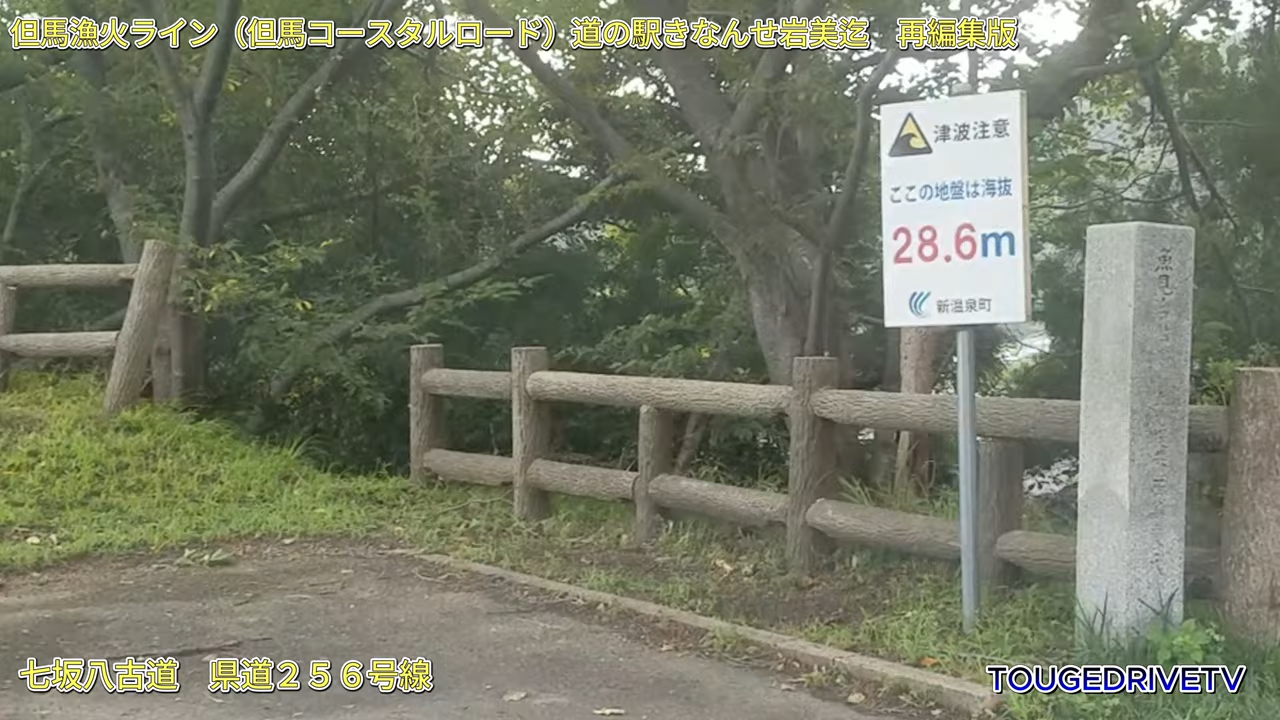 但馬漁火ライン（但馬コースタルロード）道の駅きなんせ岩美迄　再編集版
津波注意
ここの地盤は海抜
28.6m
新温泉町
七坂八古道　県道２５６号線
TOUGEDRIVETV